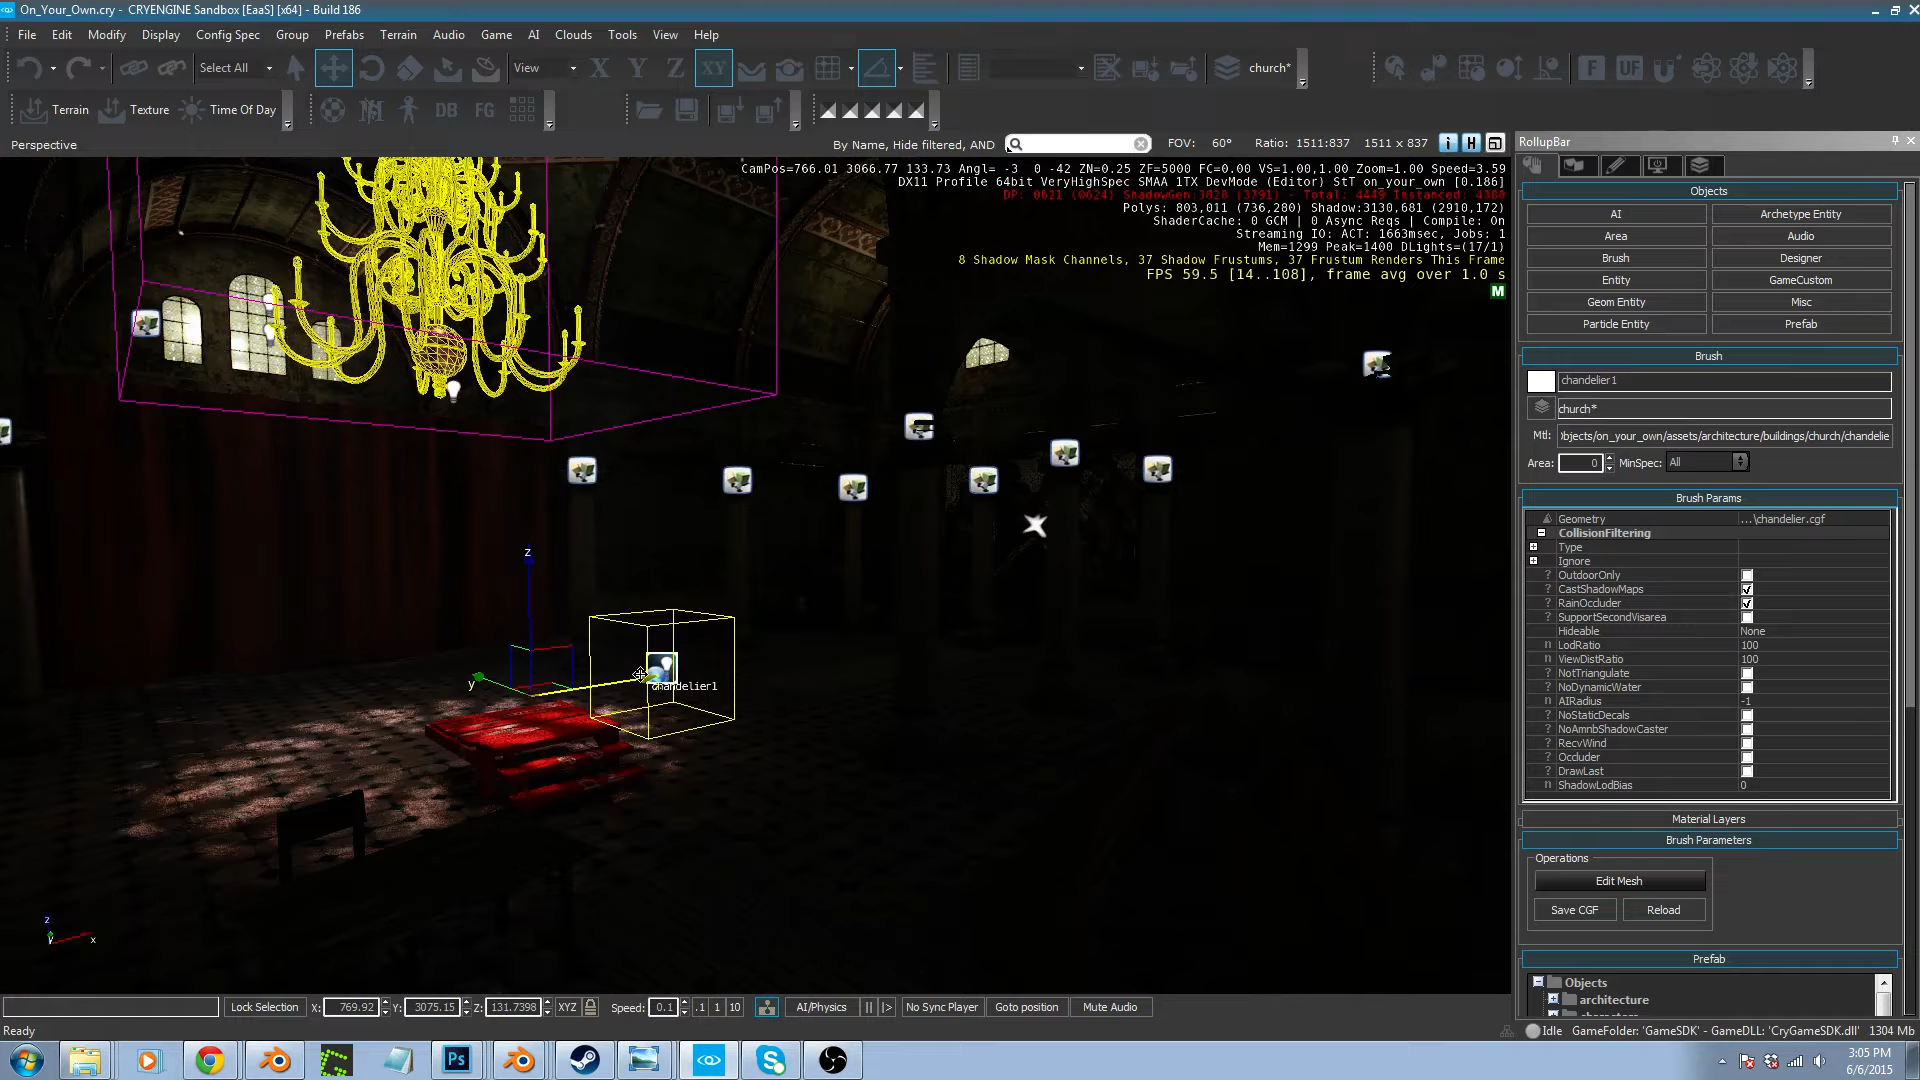 On_Your_Own.cry - CRYENGINE Sandbox [EaaS] [x64] - Build 186
File Edit Modify Display Config Spec Group Prefabs Terrain Audio Game AI Clouds Tools View Help
Select All View X Y Z XY church* F UF
Terrain Texture Time Of Day DB FG
Perspective By Name, Hide filtered, AND FOV: 60° Ratio: 1511:837 1511 x 837 i H
RollupBar
CamPos=766.01 3066.77 133.73 Angl= -3 0 -42 ZN=0.25 ZF=5000 FC=0.00 VS=1.00,1.00 Zoom=1.00 Speed=3.59
DX11 Profile 64bit VeryHighSpec SMAA 1TX DevMode (Editor) StT on_your_own [0.186]
Polys: 803,011 (736,280) Shadow:3130,681 (2910,172)
ShaderCache: 0 GCM | 0 Async Reqs | Compile: On
Streaming IO: ACT: 1663msec, Jobs: 1
Mem=1299 Peak=1400 DLights=(17/1)
8 Shadow Mask Channels, 37 Shadow Frustums, 37 Frustum Renders This Frame
FPS 59.5 [14..108], frame avg over 1.0 s
M
z
y
chandelier1
z
y
x
Objects
AI Archetype Entity
Area Audio
Brush Designer
Entity GameCustom
Geom Entity Misc
Particle Entity Prefab
Brush
chandelier1
church*
Mtl: objects/on_your_own/assets/architecture/buildings/church/chandelie
Area: 0 MinSpec: All
Brush Params
Geometry ...\chandelier.cgf
CollisionFiltering
Type
Ignore
OutdoorOnly
CastShadowMaps
RainOccluder
SupportSecondVisarea
Hideable None
LodRatio 100
ViewDistRatio 100
NotTriangulate
NoDynamicWater
AIRadius -1
NoStaticDecals
NoAmnbShadowCaster
RecvWind
Occluder
DrawLast
ShadowLodBias 0
Material Layers
Brush Parameters
Operations
Edit Mesh
Save CGF Reload
Prefab
Objects
architecture
Lock Selection X: 769.92 Y: 3075.15 Z: 131.7398 XYZ Speed: 0.1 .1 1 10 AI/Physics No Sync Player Goto position Mute Audio
Ready Idle GameFolder: 'GameSDK' - GameDLL: 'CryGameSDK.dll' 1304 Mb
Ps
3:05 PM
6/6/2015